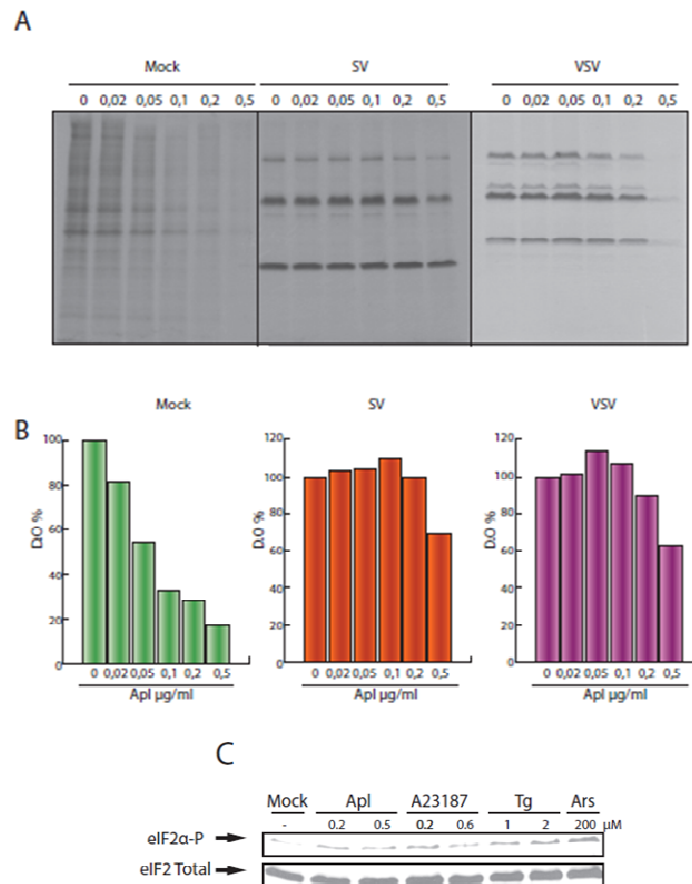 A
Mock SV VSV
0 0,02 0,05 0,1 0,2 0,5 0 0,02 0,05 0,1 0,2 0,5 0 0,02 0,05 0,1 0,2 0,5
B
Mock SV VSV
100 80 60 40 20 0
D.O %
0 0,02 0,05 0,1 0,2 0,5
Apl µg/ml
120 100 80 60 40 20 0
D.O %
0 0,02 0,05 0,1 0,2 0,5
Apl µg/ml
120 100 80 60 40 20 0
D.O %
0 0,02 0,05 0,1 0,2 0,5
Apl µg/ml
C
Mock Apl A23187 Tg Ars
- 0.2 0.5 0.2 0.6 1 2 200 µM
eIF2α-P
eIF2 Total